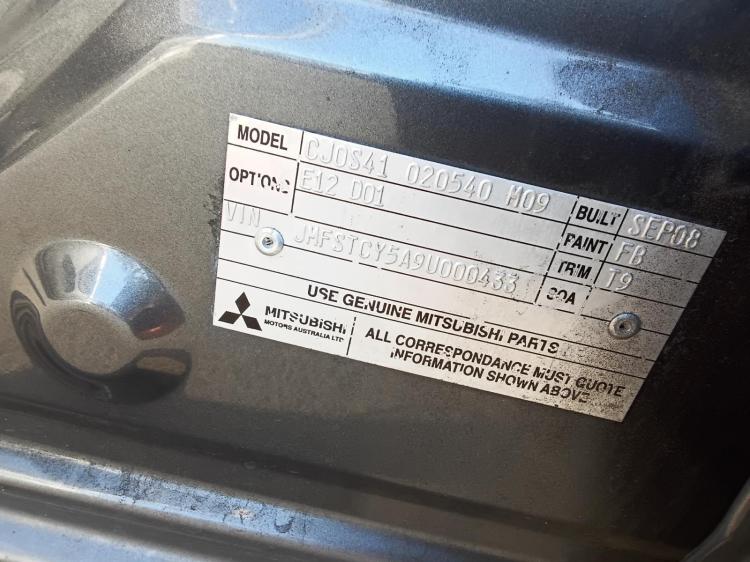 MODEL CJ0S41 020540 M09 BUILT SEP08
OPTIONS E12 D01 PAINT FB
VIN JMFSTCY5A9U000433 TRIM T9
SOA
USE GENUINE MITSUBISHI PARTS
MITSUBISHI
MOTORS AUSTRALIA LTD
ALL CORRESPONDANCE MUST QUOTE
INFORMATION SHOWN ABOVE